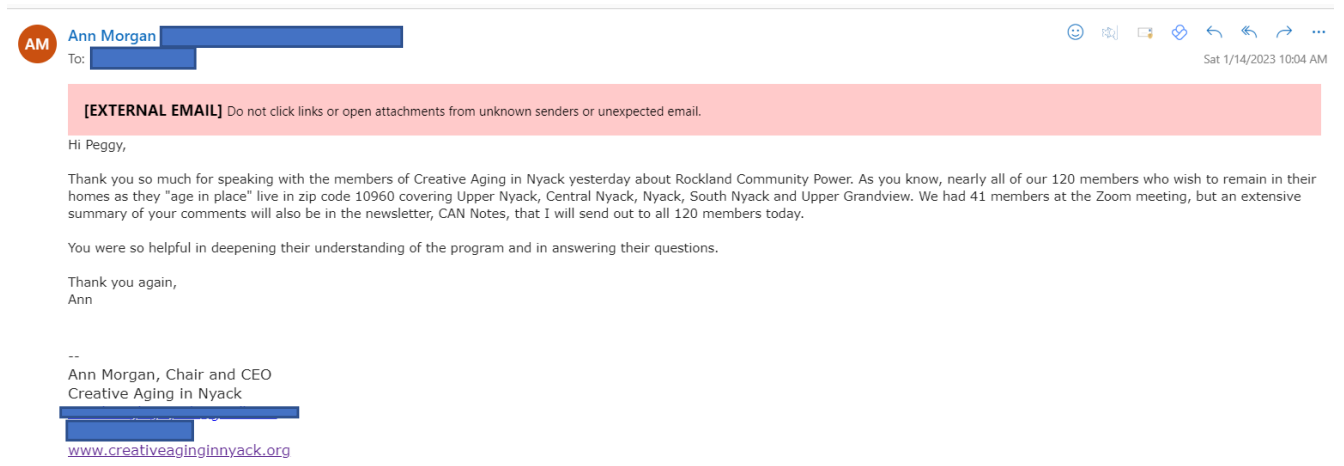 AM
Ann Morgan
To:
Sat 1/14/2023 10:04 AM
[EXTERNAL EMAIL] Do not click links or open attachments from unknown senders or unexpected email.
Hi Peggy,
Thank you so much for speaking with the members of Creative Aging in Nyack yesterday about Rockland Community Power. As you know, nearly all of our 120 members who wish to remain in their
homes as they "age in place" live in zip code 10960 covering Upper Nyack, Central Nyack, Nyack, South Nyack and Upper Grandview. We had 41 members at the Zoom meeting, but an extensive
summary of your comments will also be in the newsletter, CAN Notes, that I will send out to all 120 members today.
You were so helpful in deepening their understanding of the program and in answering their questions.
Thank you again,
Ann
--
Ann Morgan, Chair and CEO
Creative Aging in Nyack
www.creativeaginginnyack.org